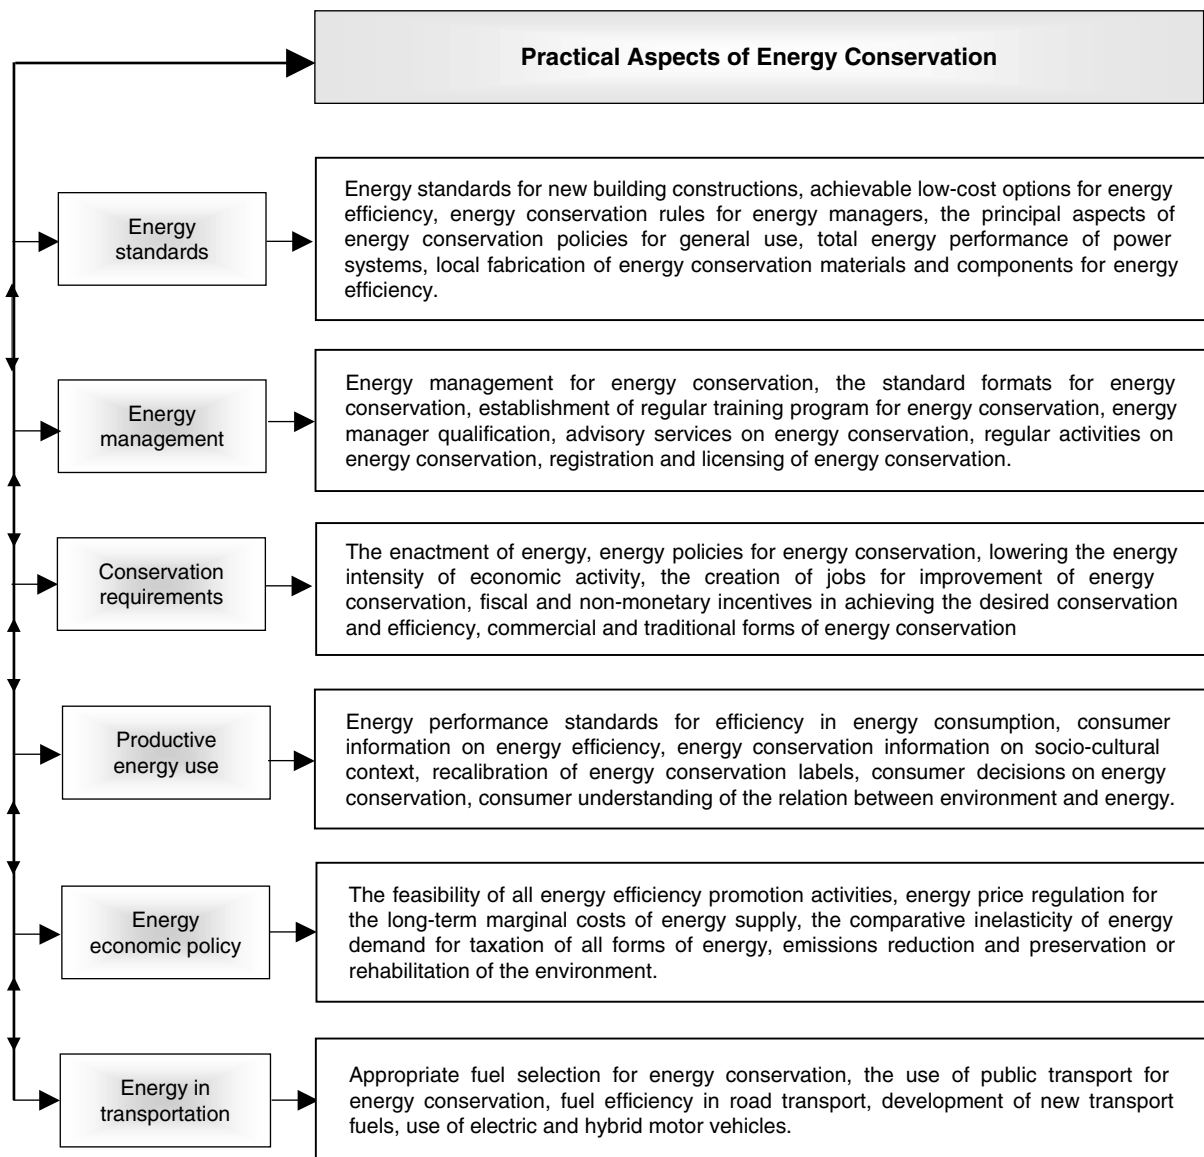 Practical Aspects of Energy Conservation
Energy
standards
Energy standards for new building constructions, achievable low-cost options for energy
efficiency, energy conservation rules for energy managers, the principal aspects of
energy conservation policies for general use, total energy performance of power
systems, local fabrication of energy conservation materials and components for energy
efficiency.
Energy
management
Energy management for energy conservation, the standard formats for energy
conservation, establishment of regular training program for energy conservation, energy
manager qualification, advisory services on energy conservation, regular activities on
energy conservation, registration and licensing of energy conservation.
Conservation
requirements
The enactment of energy, energy policies for energy conservation, lowering the energy
intensity of economic activity, the creation of jobs for improvement of energy
conservation, fiscal and non-monetary incentives in achieving the desired conservation
and efficiency, commercial and traditional forms of energy conservation
Productive
energy use
Energy performance standards for efficiency in energy consumption, consumer
information on energy efficiency, energy conservation information on socio-cultural
context, recalibration of energy conservation labels, consumer decisions on energy
conservation, consumer understanding of the relation between environment and energy.
Energy
economic policy
The feasibility of all energy efficiency promotion activities, energy price regulation for
the long-term marginal costs of energy supply, the comparative inelasticity of energy
demand for taxation of all forms of energy, emissions reduction and preservation or
rehabilitation of the environment.
Energy in
transportation
Appropriate fuel selection for energy conservation, the use of public transport for
energy conservation, fuel efficiency in road transport, development of new transport
fuels, use of electric and hybrid motor vehicles.